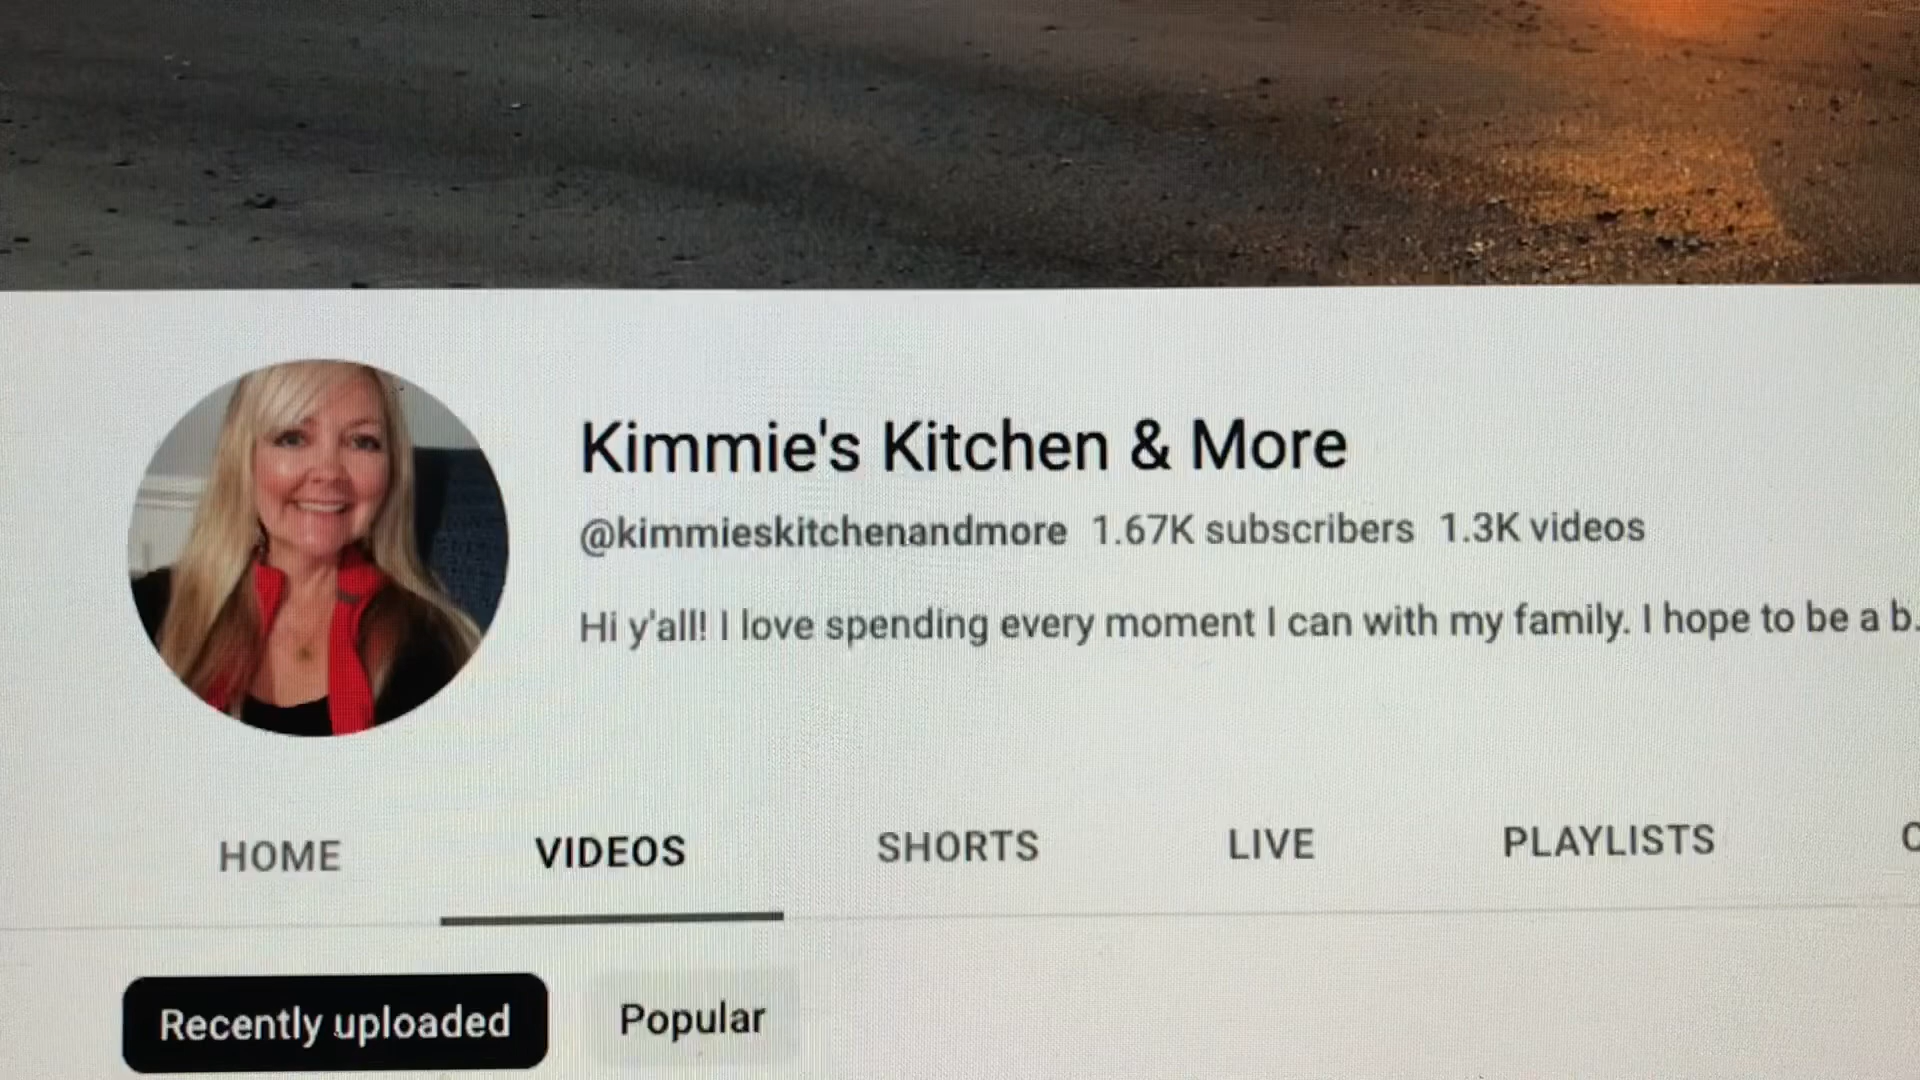 Kimmie's Kitchen & More
@kimmieskitchenandmore 1.67K subscribers 1.3K videos
Hi y'all! I love spending every moment I can with my family. I hope to be a b.
HOME VIDEOS SHORTS LIVE PLAYLISTS
Recently uploaded Popular